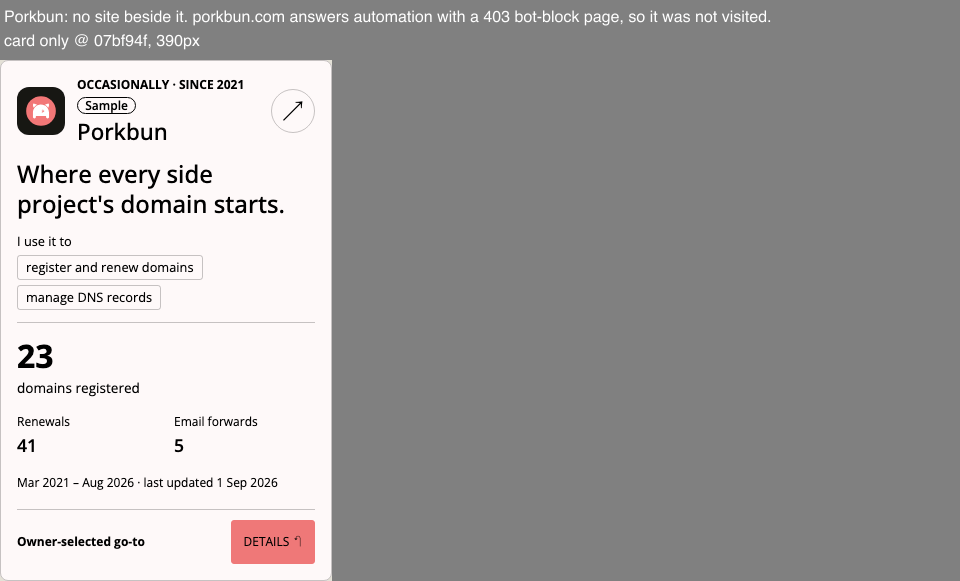 Porkbun: no site beside it. porkbun.com answers automation with a 403 bot-block page, so it was not visited.
card only @ 07bf94f, 390px
OCCASIONALLY · SINCE 2021
Sample
Porkbun
Where every side
project's domain starts.
I use it to
register and renew domains
manage DNS records
23
domains registered
Renewals
Email forwards
41
5
Mar 2021 – Aug 2026 · last updated 1 Sep 2026
Owner-selected go-to
DETAILS